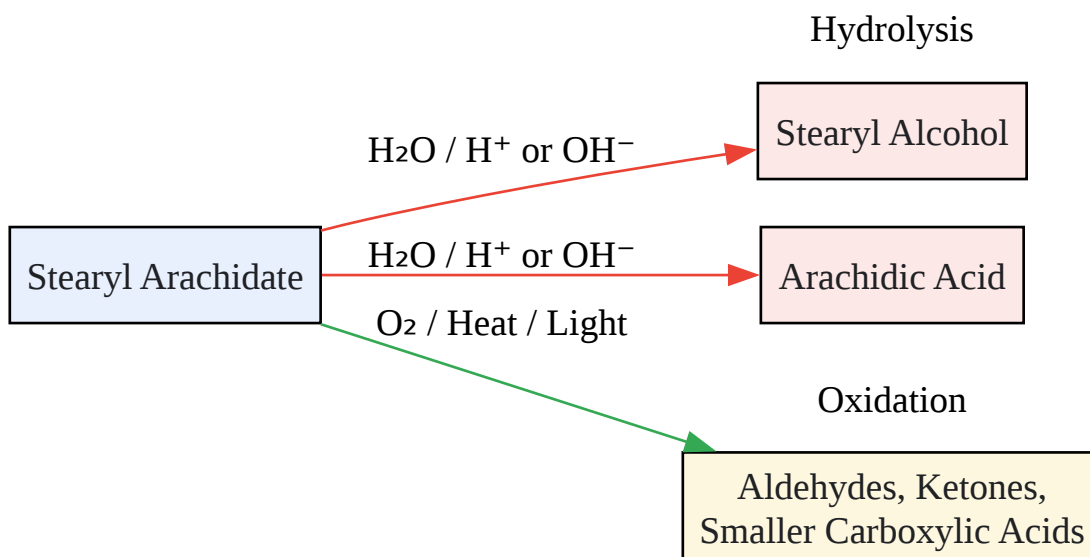 Hydrolysis
Stearyl Alcohol
H₂O / H⁺ or OH⁻
H₂O / H⁺ or OH⁻
Stearyl Arachidate
Arachidic Acid
O₂ / Heat / Light
Oxidation
Aldehydes, Ketones,
Smaller Carboxylic Acids